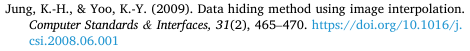 Jung, K.-H., & Yoo, K.-Y. (2009). Data hiding method using image interpolation.
Computer Standards & Interfaces, 31(2), 465–470. https://doi.org/10.1016/j.
csi.2008.06.001